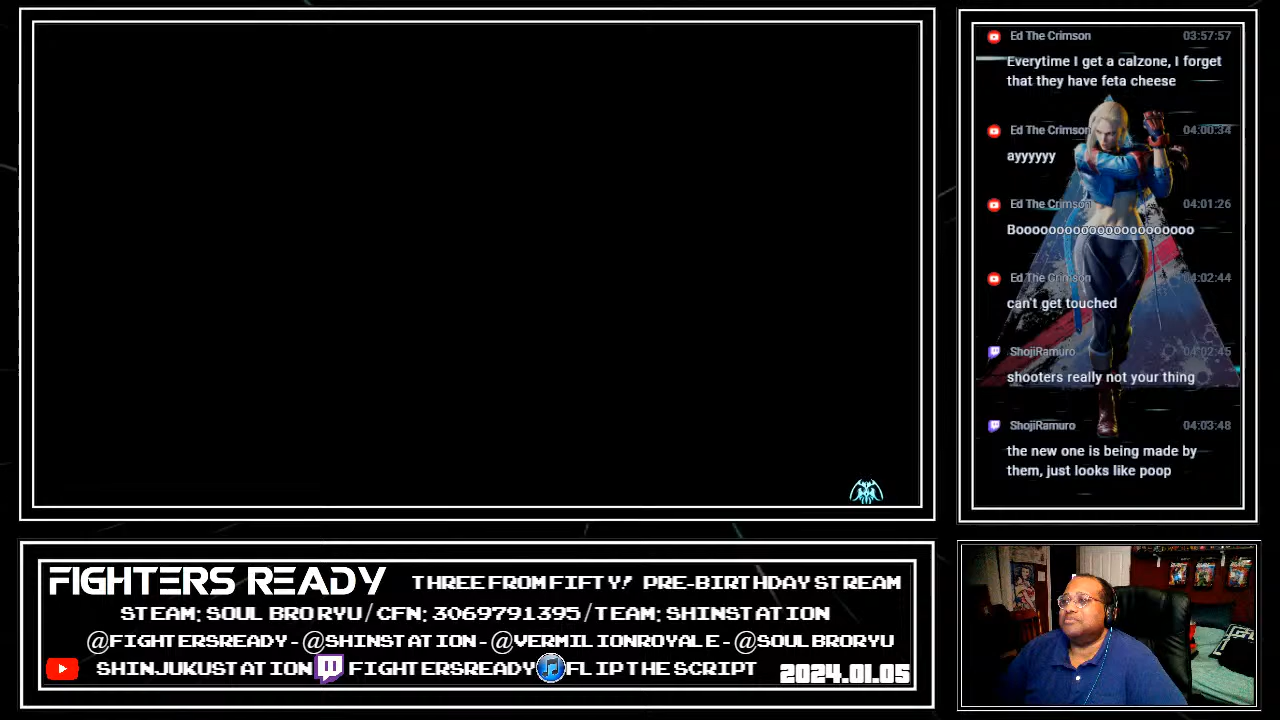 Ed The Crimson 03:57:57
Everytime I get a calzone, I forget
that they have feta cheese
Ed The Crimson 04:00:34
ayyyyyy
Ed The Crimson 04:01:26
Boooooooooooooooooooooo
Ed The Crimson 04:02:44
can't get touched
ShojiRamuro 04:02:45
shooters really not your thing
ShojiRamuro 04:03:48
the new one is being made by
them, just looks like poop
FIGHTERS READY THREE FROM FIFTY! PRE-BIRTHDAY STREAM
STEAM: SOUL BRO RYU / CFN: 3069791395 / TEAM: SHINSTATION
@FIGHTERSREADY - @SHINSTATION - @VERMILIONROYALE - @SOULBRORYU
SHINJUKUSTATION FIGHTERSREADY FLIP THE SCRIPT 2024.01.05